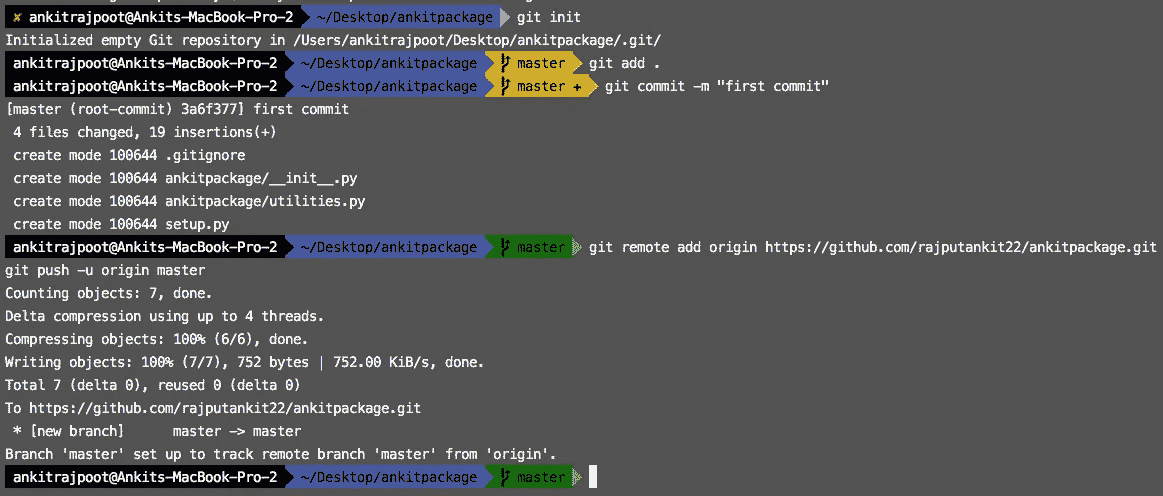 ✘ ankitrajpoot@Ankits-MacBook-Pro-2 ~/Desktop/ankitpackage git init
Initialized empty Git repository in /Users/ankitrajpoot/Desktop/ankitpackage/.git/
ankitrajpoot@Ankits-MacBook-Pro-2 ~/Desktop/ankitpackage master git add .
ankitrajpoot@Ankits-MacBook-Pro-2 ~/Desktop/ankitpackage master + git commit -m "first commit"
[master (root-commit) 3a6f377] first commit
4 files changed, 19 insertions(+)
create mode 100644 .gitignore
create mode 100644 ankitpackage/__init__.py
create mode 100644 ankitpackage/utilities.py
create mode 100644 setup.py
ankitrajpoot@Ankits-MacBook-Pro-2 ~/Desktop/ankitpackage master git remote add origin https://github.com/rajputankit22/ankitpackage.git
git push -u origin master
Counting objects: 7, done.
Delta compression using up to 4 threads.
Compressing objects: 100% (6/6), done.
Writing objects: 100% (7/7), 752 bytes | 752.00 KiB/s, done.
Total 7 (delta 0), reused 0 (delta 0)
To https://github.com/rajputankit22/ankitpackage.git
* [new branch] master -> master
Branch 'master' set up to track remote branch 'master' from 'origin'.
ankitrajpoot@Ankits-MacBook-Pro-2 ~/Desktop/ankitpackage master